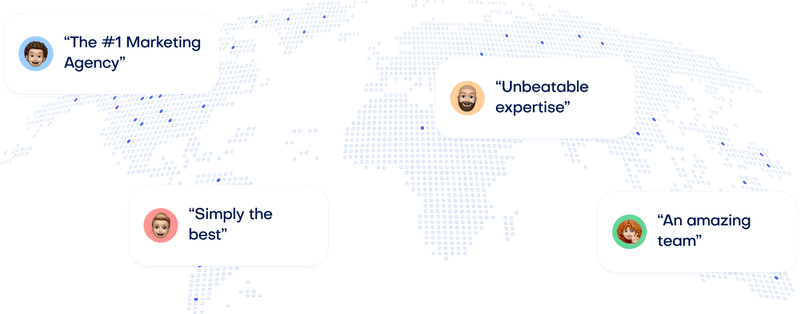 “The #1 Marketing
Agency”
“Unbeatable
expertise”
“Simply the
best”
“An amazing
team”